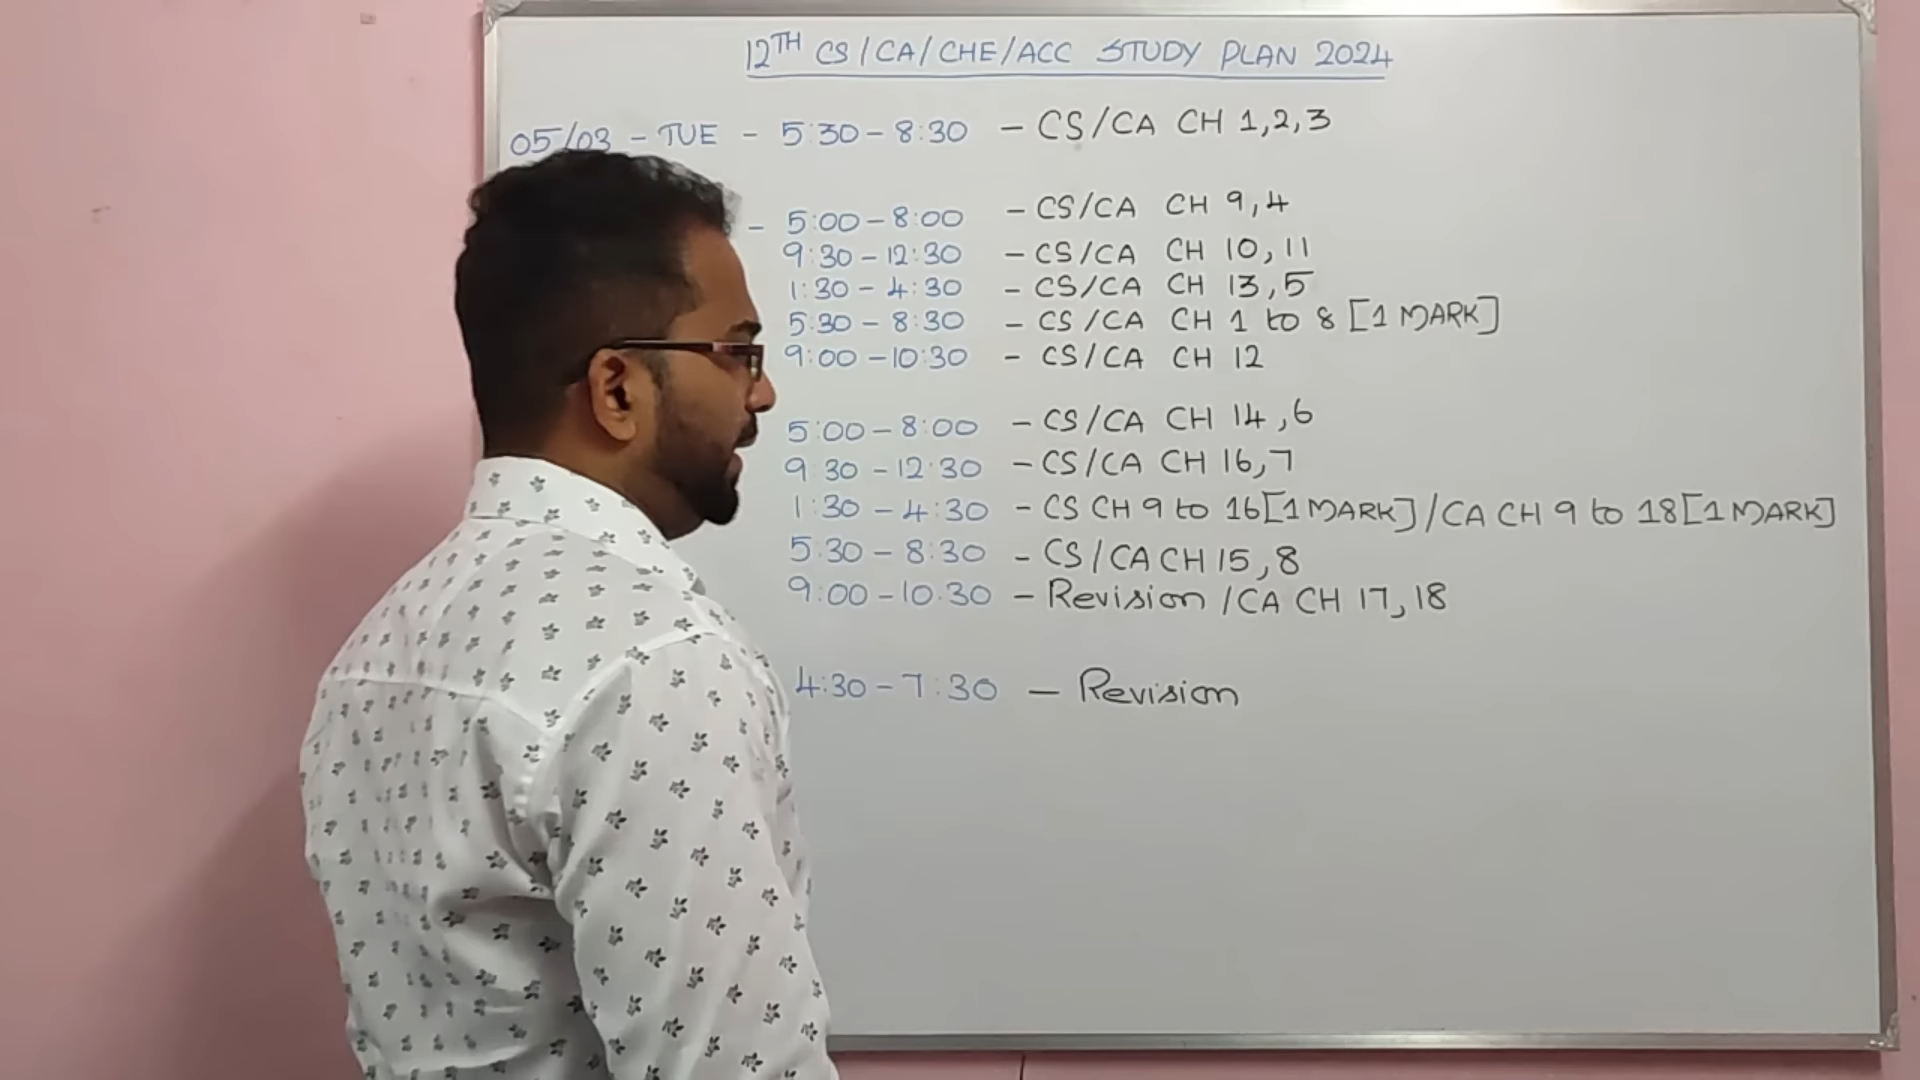 12TH CS/CA/CHE/ACC STUDY PLAN 2024
05/03 - TUE - 5:30 - 8:30 - CS/CA CH 1,2,3
- 5:00 - 8:00 - CS/CA CH 9,4
9:30 - 12:30 - CS/CA CH 10,11
1:30 - 4:30 - CS/CA CH 13,5
5:30 - 8:30 - CS/CA CH 1 to 8 [1 MARK]
9:00 - 10:30 - CS/CA CH 12
5:00 - 8:00 - CS/CA CH 14,6
9 30 - 12:30 - CS/CA CH 16,7
1:30 - 4:30 - CS CH 9 to 16[1 MARK]/CA CH 9 to 18[1 MARK]
5:30 - 8:30 - CS/CA CH 15,8
9:00 - 10.30 - Revision /CA CH 17,18
4:30 - 7:30 - Revision